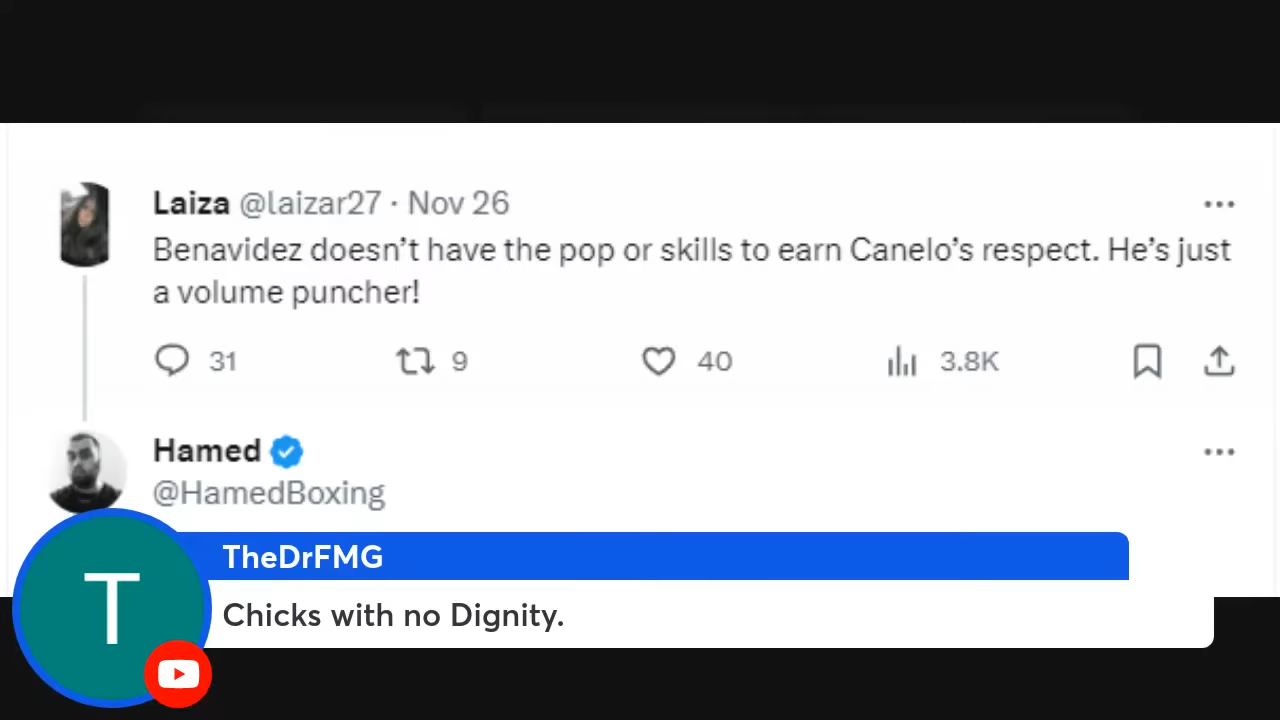 Laiza @laizar27 · Nov 26
Benavidez doesn’t have the pop or skills to earn Canelo’s respect. He’s just
a volume puncher!
31 9 40 3.8K
Hamed
@HamedBoxing
TheDrFMG
T
Chicks with no Dignity.